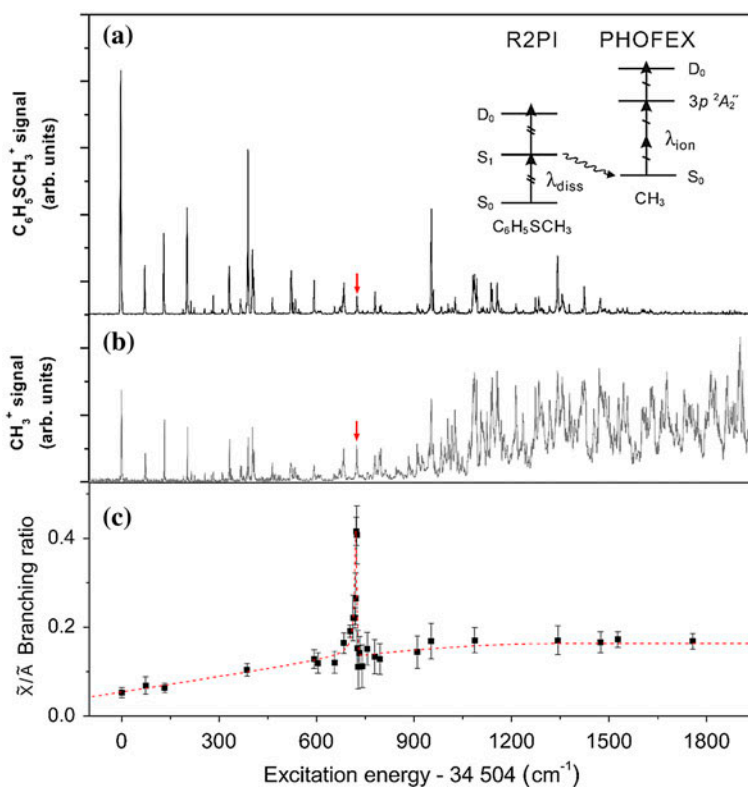 (a)
R2PI PHOFEX
D₀
3p ²A₂″
D₀
λion
S₁
λdiss
S₀
S₀
CH₃
C₆H₅SCH₃
C₆H₅SCH₃⁺ signal
(arb. units)
(b)
CH₃⁺ signal
(arb. units)
(c)
X̃/Ã Branching ratio
0.4
0.2
0.0
0 300 600 900 1200 1500 1800
Excitation energy - 34 504 (cm⁻¹)